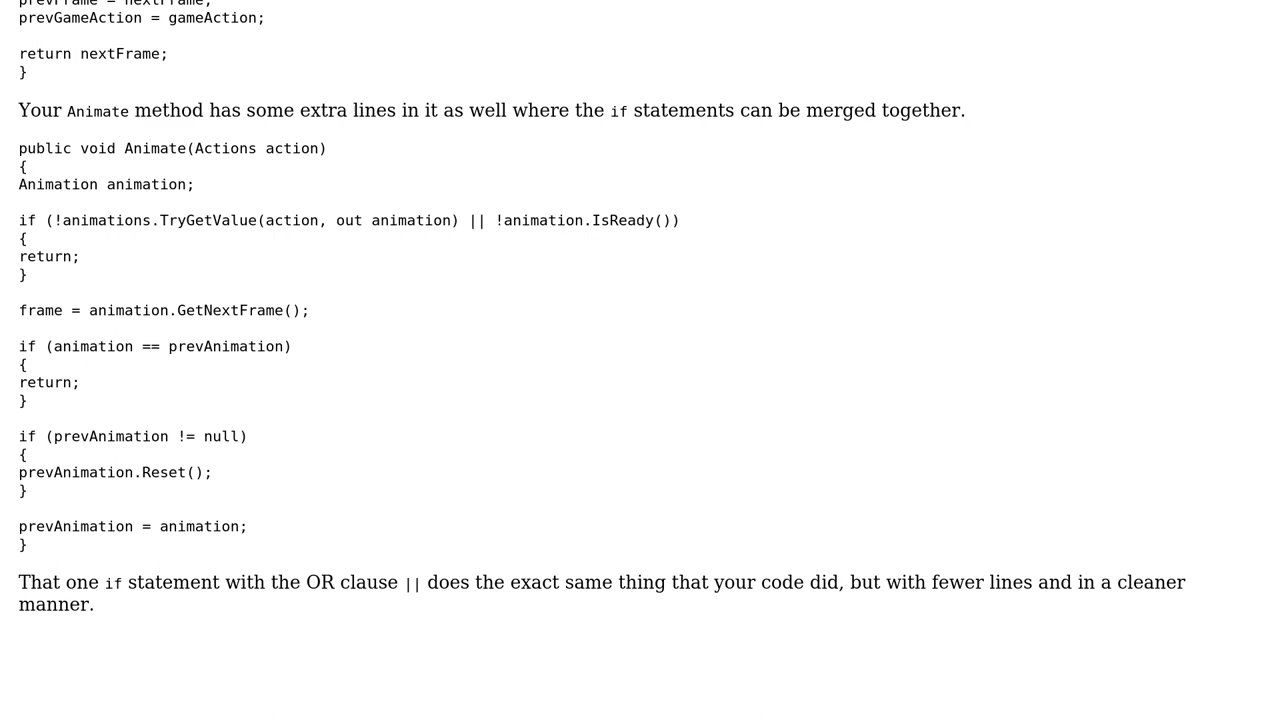 prevFrame = nextFrame;
prevGameAction = gameAction;
return nextFrame;
}
Your Animate method has some extra lines in it as well where the if statements can be merged together.
public void Animate(Actions action)
{
Animation animation;
if (!animations.TryGetValue(action, out animation) || !animation.IsReady())
{
return;
}
frame = animation.GetNextFrame();
if (animation == prevAnimation)
{
return;
}
if (prevAnimation != null)
{
prevAnimation.Reset();
}
prevAnimation = animation;
}
That one if statement with the OR clause || does the exact same thing that your code did, but with fewer lines and in a cleaner
manner.